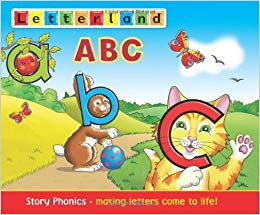 Letterland
ABC
a
b
c
Story Phonics - making letters come to life!